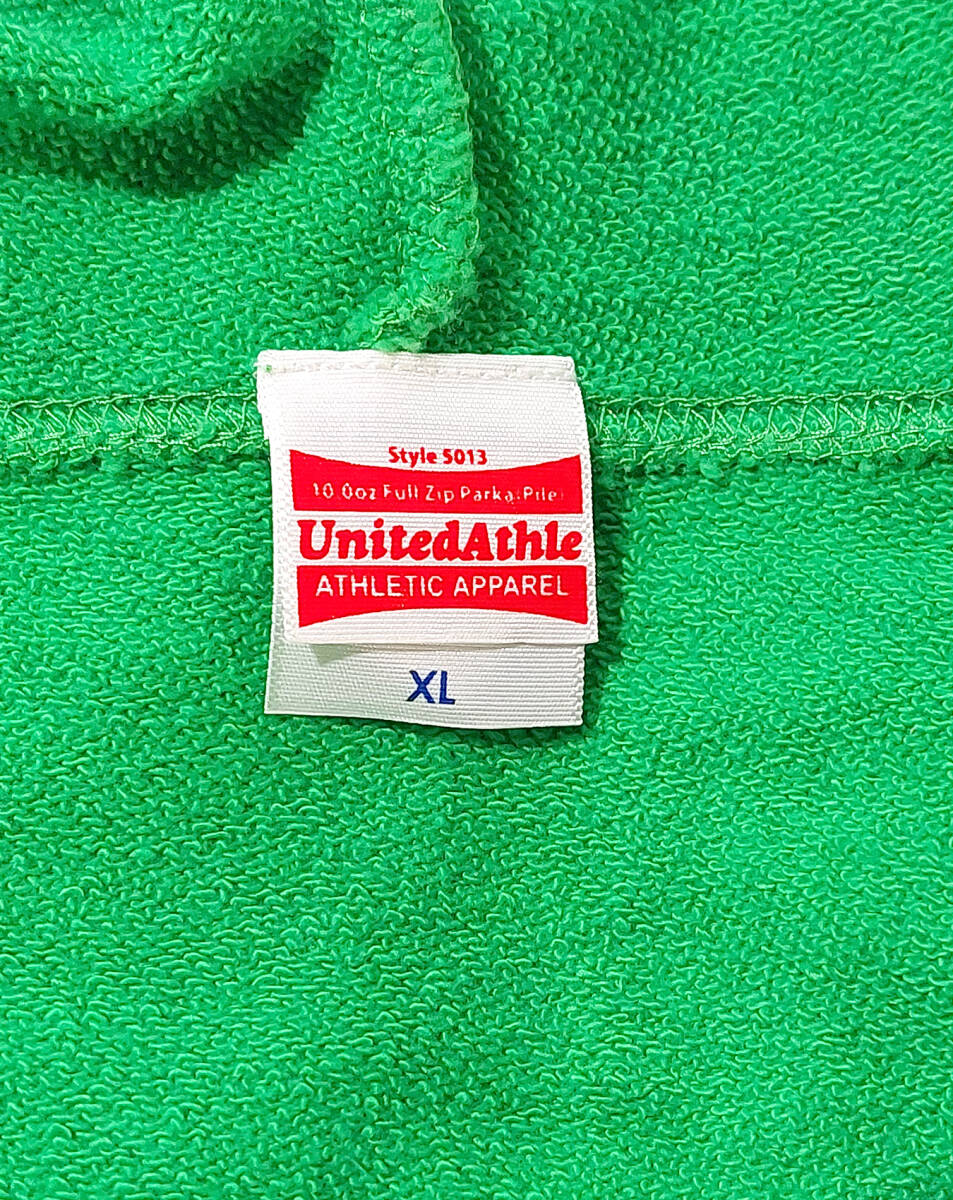 Style 5013
10.0oz Full Zip Parka(Pile)
UnitedAthle
ATHLETIC APPAREL
XL